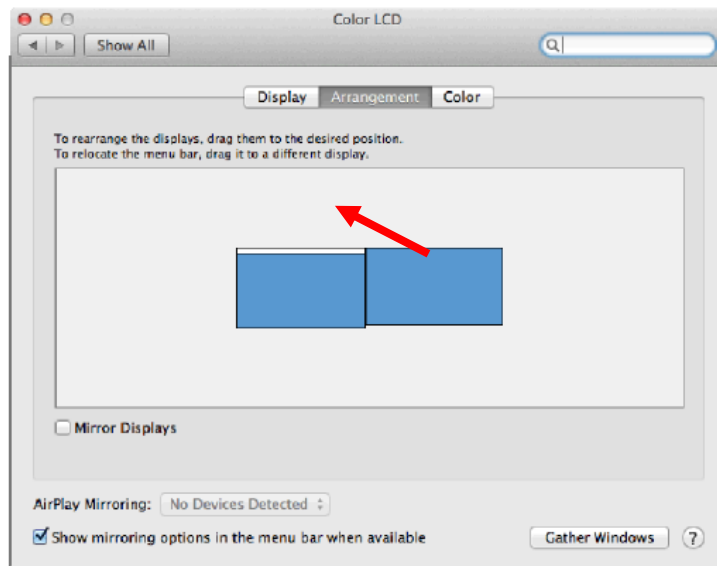 Color LCD
Show All
Display Arrangement Color
To rearrange the displays, drag them to the desired position.
To relocate the menu bar, drag it to a different display.
Mirror Displays
AirPlay Mirroring: No Devices Detected
Show mirroring options in the menu bar when available
Gather Windows ?